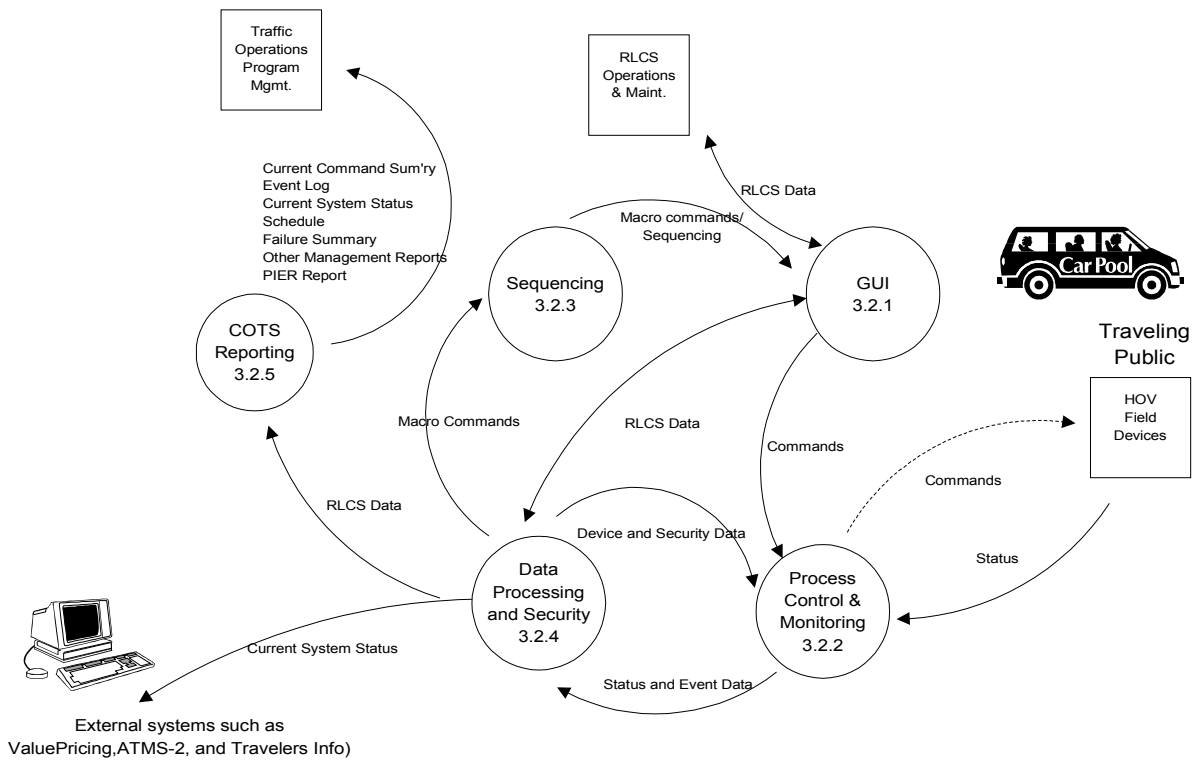 Traffic
Operations
Program
Mgmt.
RLCS
Operations
& Maint.
Current Command Sum'ry
Event Log
Current System Status
Schedule
Failure Summary
Other Management Reports
PIER Report
RLCS Data
Macro commands/
Sequencing
Sequencing
3.2.3
GUI
3.2.1
Car Pool
Traveling
Public
COTS
Reporting
3.2.5
HOV
Field
Devices
Macro Commands
RLCS Data
Commands
Commands
RLCS Data
Device and Security Data
Status
Data
Processing
and Security
3.2.4
Process
Control &
Monitoring
3.2.2
Current System Status
Status and Event Data
External systems such as
ValuePricing,ATMS-2, and Travelers Info)